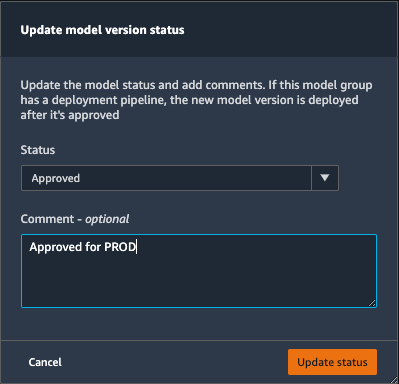 Update model version status
Update the model status and add comments. If this model group
has a deployment pipeline, the new model version is deployed
after it's approved
Status
Approved
Comment - optional
Approved for PROD
Cancel
Update status